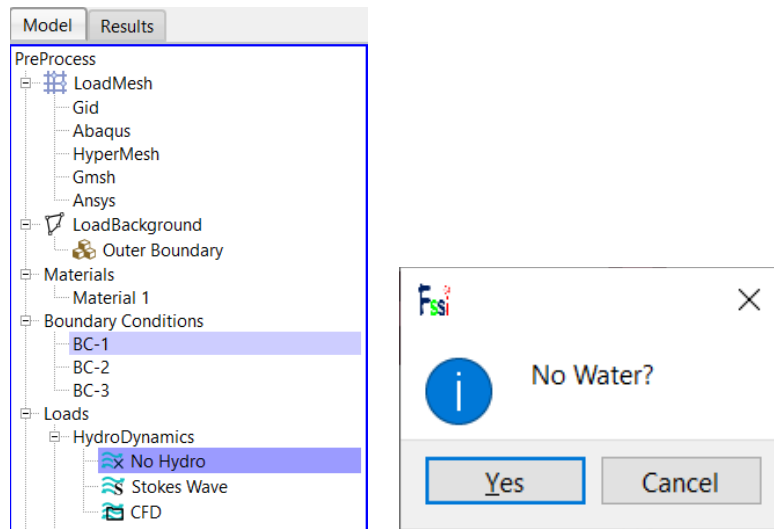 Model Results
PreProcess
LoadMesh
Gid
Abaqus
HyperMesh
Gmsh
Ansys
LoadBackground
Outer Boundary
Materials
Material 1
Boundary Conditions
BC-1
BC-2
BC-3
Loads
HydroDynamics
No Hydro
Stokes Wave
CFD
Fssi
No Water?
Yes Cancel